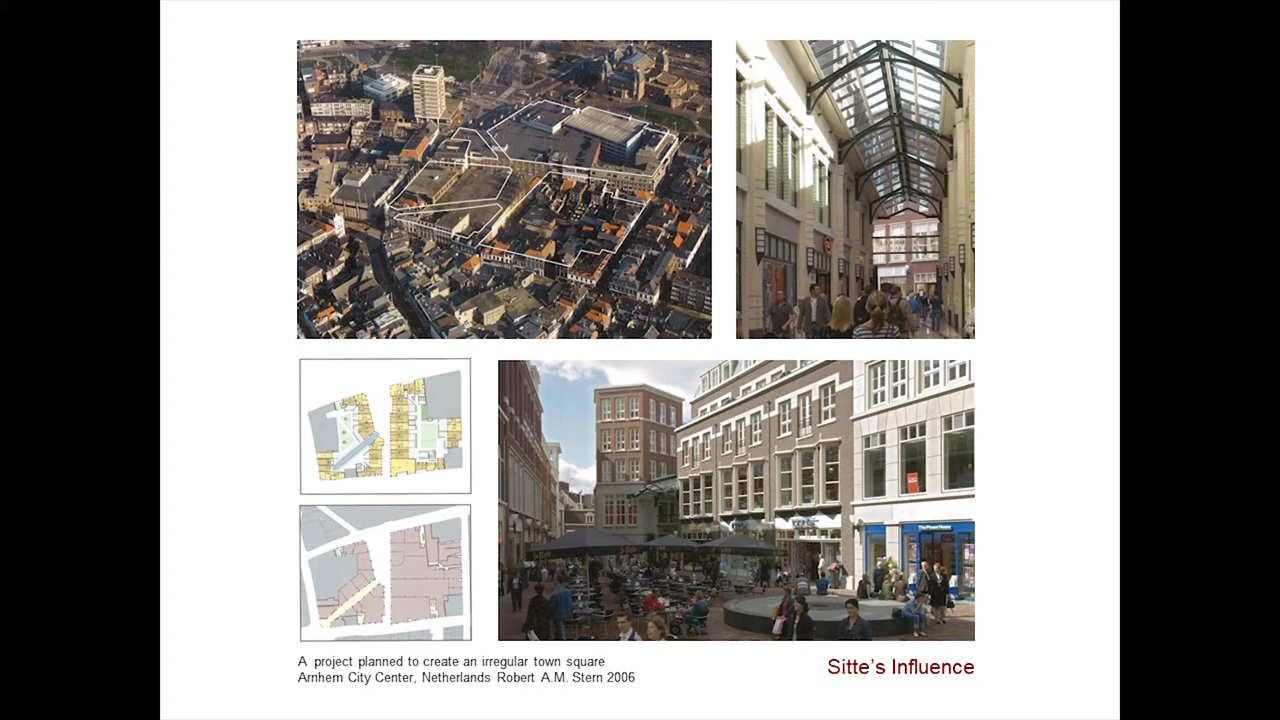 A project planned to create an irregular town square
Arnhem City Center, Netherlands Robert A.M. Stern 2006
Sitte's Influence